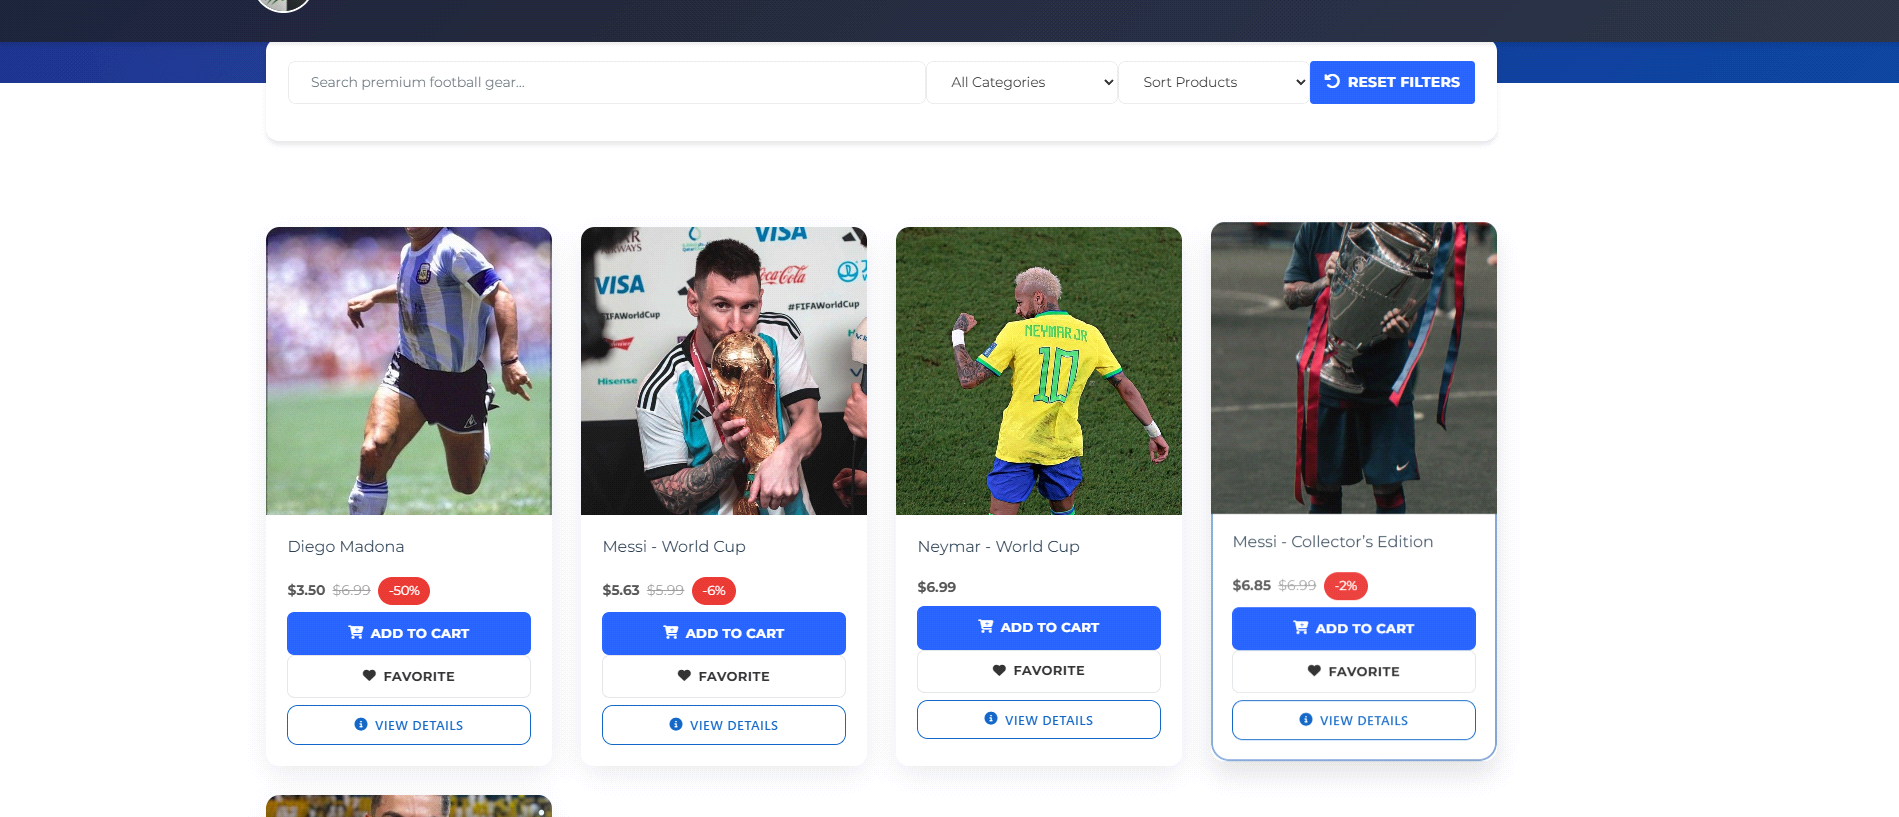 Search premium football gear...
All Categories
Sort Products
RESET FILTERS
VISA
VISA
Coca-Cola
#FIFAWorldCup
FIFAWorldCup
Hisense
NEYMAR JR
10
Diego Madona
$3.50 $6.99 -50%
ADD TO CART
FAVORITE
VIEW DETAILS
Messi - World Cup
$5.63 $5.99 -6%
ADD TO CART
FAVORITE
VIEW DETAILS
Neymar - World Cup
$6.99
ADD TO CART
FAVORITE
VIEW DETAILS
Messi - Collector’s Edition
$6.85 $6.99 -2%
ADD TO CART
FAVORITE
VIEW DETAILS